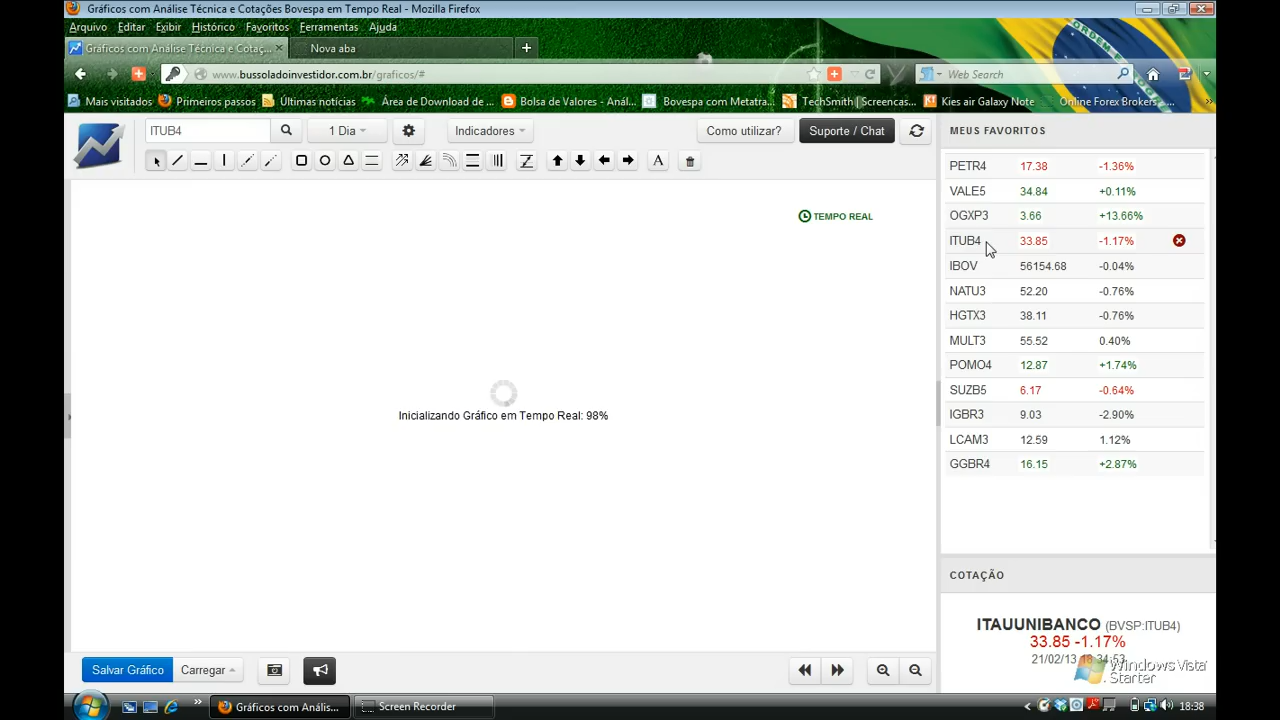 Gráficos com Análise Técnica e Cotações Bovespa em Tempo Real - Mozilla Firefox
Arquivo Editar Exibir Histórico Favoritos Ferramentas Ajuda
Gráficos com Análise Técnica e Cotaç... Nova aba
www.bussoladoinvestidor.com.br/graficos/# Web Search
Mais visitados Primeiros passos Últimas notícias Área de Download de ... Bolsa de Valores - Anál... Bovespa com Metatra... TechSmith | Screencas... Kies air Galaxy Note Online Forex Brokers -...
ITUB4 1 Dia Indicadores Como utilizar? Suporte / Chat MEUS FAVORITOS
A
TEMPO REAL
PETR4 17.38 -1.36%
VALE5 34.84 +0.11%
OGXP3 3.66 +13.66%
ITUB4 33.85 -1.17%
IBOV 56154.68 -0.04%
NATU3 52.20 -0.76%
HGTX3 38.11 -0.76%
MULT3 55.52 0.40%
POMO4 12.87 +1.74%
SUZB5 6.17 -0.64%
IGBR3 9.03 -2.90%
LCAM3 12.59 1.12%
GGBR4 16.15 +2.87%
Inicializando Gráfico em Tempo Real: 98%
COTAÇÃO
ITAUUNIBANCO (BVSP:ITUB4)
33.85 -1.17%
21/02/13 18:34:53
Windows Vista
Starter
Salvar Gráfico Carregar
Gráficos com Anális... Screen Recorder 18:38